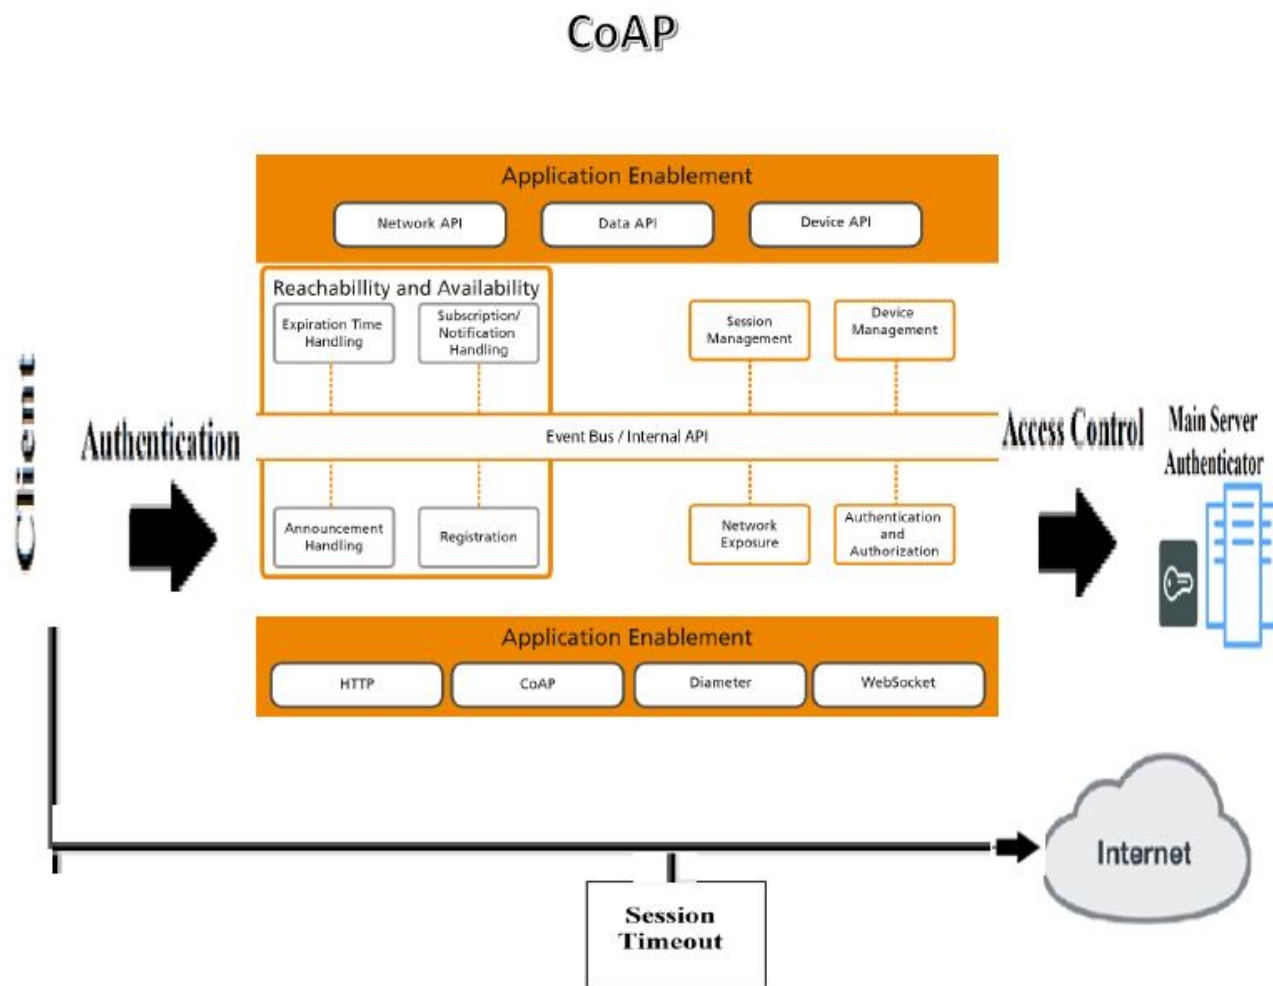 CoAP
Application Enablement
Network API
Data API
Device API
Reachabillity and Availability
Expiration Time
Handling
Subscription/
Notification
Handling
Session
Management
Device
Management
Client
Authentication
Event Bus / Internal API
Access Control
Main Server
Authenticator
Announcement
Handling
Registration
Network
Exposure
Authentication
and
Authorization
Application Enablement
HTTP
CoAP
Diameter
WebSocket
Internet
Session
Timeout